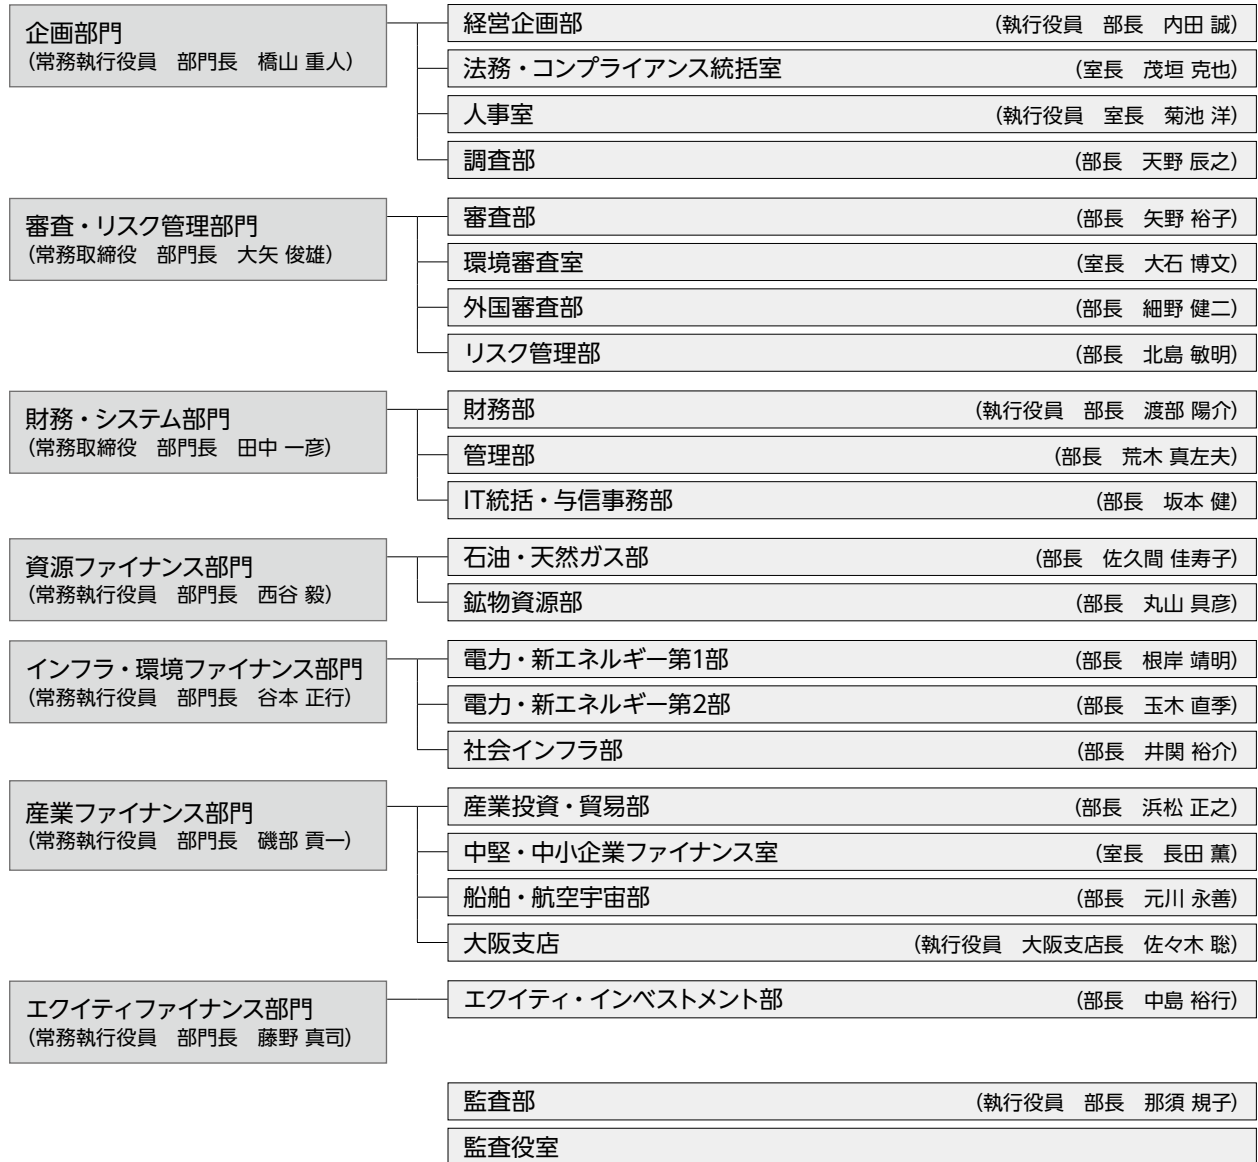 企画部門
（常務執行役員　部門長　橋山 重人）
経営企画部　（執行役員　部長　内田 誠）
法務・コンプライアンス統括室　（室長　茂垣 克也）
人事室　（執行役員　室長　菊池 洋）
調査部　（部長　天野 辰之）
審査・リスク管理部門
（常務取締役　部門長　大矢 俊雄）
審査部　（部長　矢野 裕子）
環境審査室　（室長　大石 博文）
外国審査部　（部長　細野 健二）
リスク管理部　（部長　北島 敏明）
財務・システム部門
（常務取締役　部門長　田中 一彦）
財務部　（執行役員　部長　渡部 陽介）
管理部　（部長　荒木 真左夫）
IT統括・与信事務部　（部長　坂本 健）
資源ファイナンス部門
（常務執行役員　部門長　西谷 毅）
石油・天然ガス部　（部長　佐久間 佳寿子）
鉱物資源部　（部長　丸山 具彦）
インフラ・環境ファイナンス部門
（常務執行役員　部門長　谷本 正行）
電力・新エネルギー第1部　（部長　根岸 靖明）
電力・新エネルギー第2部　（部長　玉木 直季）
社会インフラ部　（部長　井関 裕介）
産業ファイナンス部門
（常務執行役員　部門長　磯部 貢一）
産業投資・貿易部　（部長　浜松 正之）
中堅・中小企業ファイナンス室　（室長　長田 薫）
船舶・航空宇宙部　（部長　元川 永善）
大阪支店　（執行役員　大阪支店長　佐々木 聡）
エクイティファイナンス部門
（常務執行役員　部門長　藤野 真司）
エクイティ・インベストメント部　（部長　中島 裕行）
監査部　（執行役員　部長　那須 規子）
監査役室